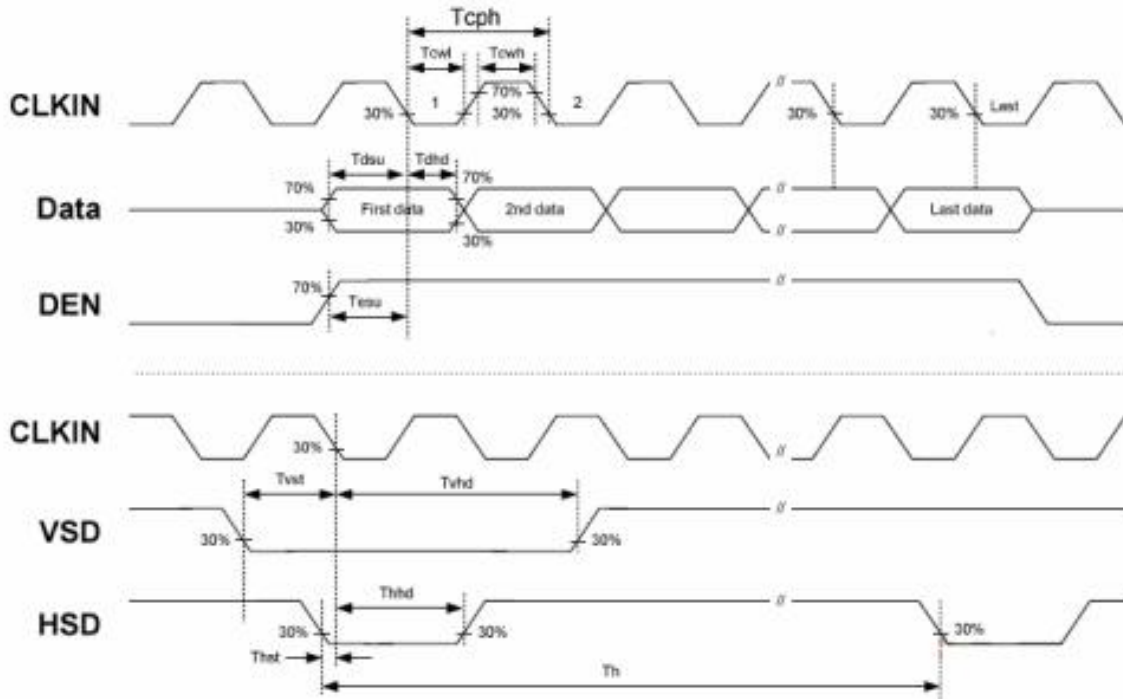 Tcph
Tcwl Tcwh
CLKIN 30% 1 70% 30% 2 // 30% 30% Last
Tdsu Tdhd
70% 70%
Data First data 2nd data // // Last data
30% 30%
DEN 70% Tesu //
CLKIN 30% //
Tvst Tvhd
VSD 30% 30% //
Thhd
HSD 30% 30% // 30%
Thst
Th